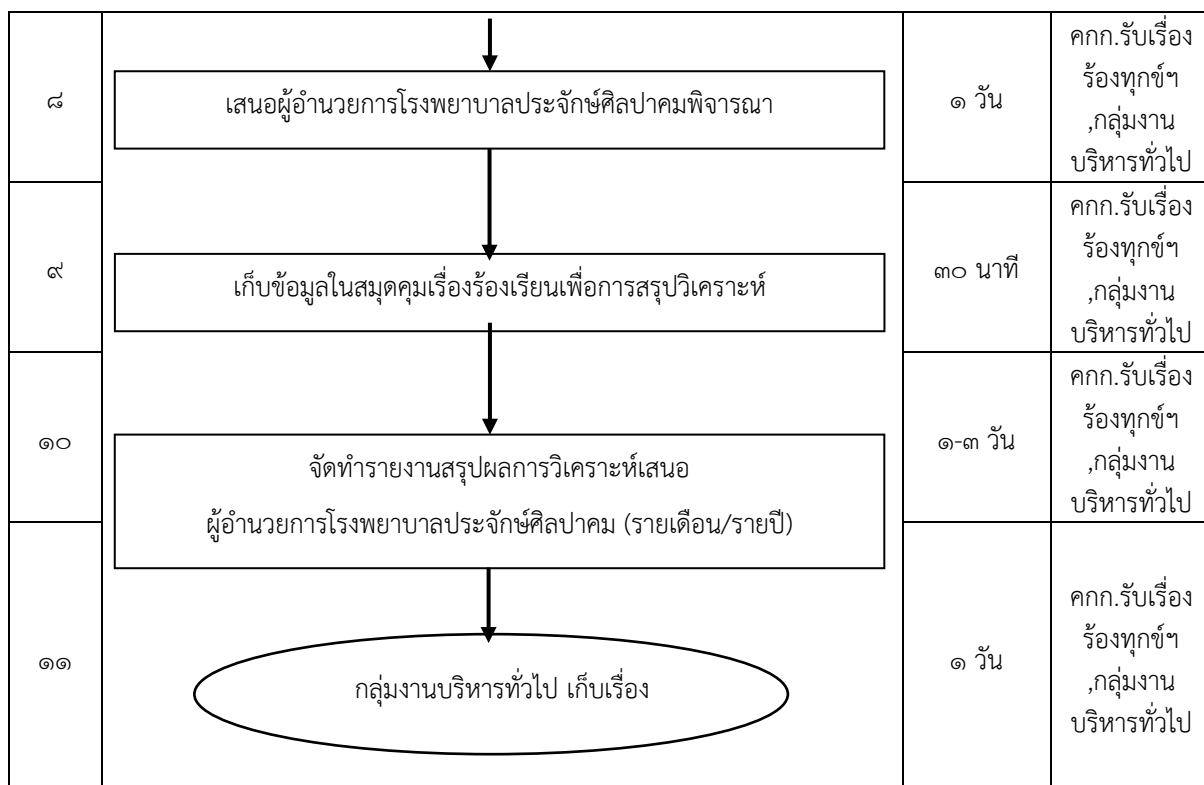 ๘
เสนอผู้อำนวยการโรงพยาบาลประจักษ์ศิลปาคมพิจารณา
๑ วัน
คกก.รับเรื่อง
ร้องทุกข์ฯ
,กลุ่มงาน
บริหารทั่วไป
๙
เก็บข้อมูลในสมุดคุมเรื่องร้องเรียนเพื่อการสรุปวิเคราะห์
๓๐ นาที
คกก.รับเรื่อง
ร้องทุกข์ฯ
,กลุ่มงาน
บริหารทั่วไป
๑๐
จัดทำรายงานสรุปผลการวิเคราะห์เสนอ
ผู้อำนวยการโรงพยาบาลประจักษ์ศิลปาคม (รายเดือน/รายปี)
๑-๓ วัน
คกก.รับเรื่อง
ร้องทุกข์ฯ
,กลุ่มงาน
บริหารทั่วไป
๑๑
กลุ่มงานบริหารทั่วไป เก็บเรื่อง
๑ วัน
คกก.รับเรื่อง
ร้องทุกข์ฯ
,กลุ่มงาน
บริหารทั่วไป